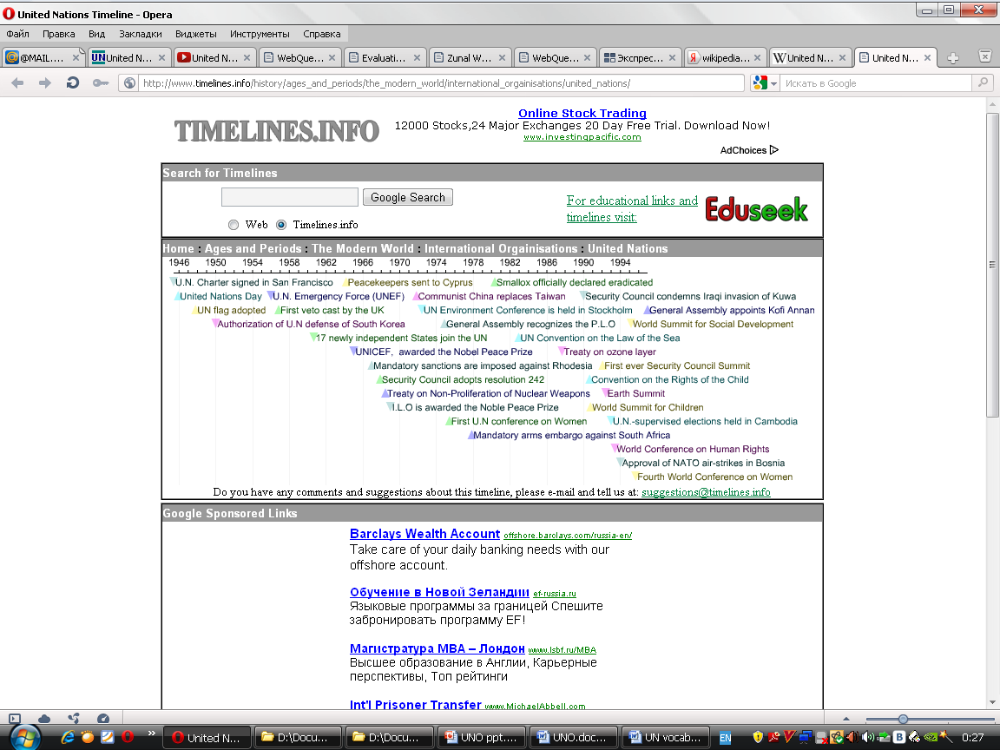 United Nations Timeline - Opera
Файл Правка Вид Закладки Виджеты Инструменты Справка
@MAIL.... UN United N... United N... WebQue... Evaluati... Zunal W... WebQue... Экспрес... wikipedia... United N... United N...
http://www.timelines.info/history/ages_and_periods/the_modern_world/international_orgainisations/united_nations/ Искать в Google
TIMELINES.INFO
Online Stock Trading
12000 Stocks,24 Major Exchanges 20 Day Free Trial. Download Now!
www.investingpacific.com
AdChoices
Search for Timelines
Google Search
Web Timelines.info
For educational links and
timelines visit:
Eduseek
Home : Ages and Periods : The Modern World : International Orgainisations : United Nations
1946 1950 1954 1958 1962 1966 1970 1974 1978 1982 1986 1990 1994
U.N. Charter signed in San Francisco Peacekeepers sent to Cyprus Smallox officially declared eradicated
United Nations Day U.N. Emergency Force (UNEF) Communist China replaces Taiwan Security Council condemns Iraqi invasion of Kuwa
UN flag adopted First veto cast by the UK UN Environment Conference is held in Stockholm General Assembly appoints Kofi Annan
Authorization of U.N defense of South Korea General Assembly recognizes the P.L.O World Summit for Social Development
17 newly independent States join the UN UN Convention on the Law of the Sea
UNICEF, awarded the Nobel Peace Prize Treaty on ozone layer
Mandatory sanctions are imposed against Rhodesia First ever Security Council Summit
Security Council adopts resolution 242 Convention on the Rights of the Child
Treaty on Non-Proliferation of Nuclear Weapons Earth Summit
I.L.O is awarded the Noble Peace Prize World Summit for Children
First U.N conference on Women U.N.-supervised elections held in Cambodia
Mandatory arms embargo against South Africa
World Conference on Human Rights
Approval of NATO air-strikes in Bosnia
Fourth World Conference on Women
Do you have any comments and suggestions about this timeline, please e-mail and tell us at: suggestions@timelines.info
Google Sponsored Links
Barclays Wealth Account offshore.barclays.com/russia-en/
Take care of your daily banking needs with our
offshore account.
Обучение в Новой Зеландии ef-russia.ru
Языковые программы за границей Спешите
забронировать программу EF!
Магистратура MBA – Лондон www.lsbf.ru/MBA
Высшее образование в Англии, Карьерные
перспективы, Топ рейтинги
Int'l Prisoner Transfer www.MichaelAbbell.com
United N... D:\Docu... D:\Docu... UNO ppt.... UNO.doc... UN vocab... EN 0:27